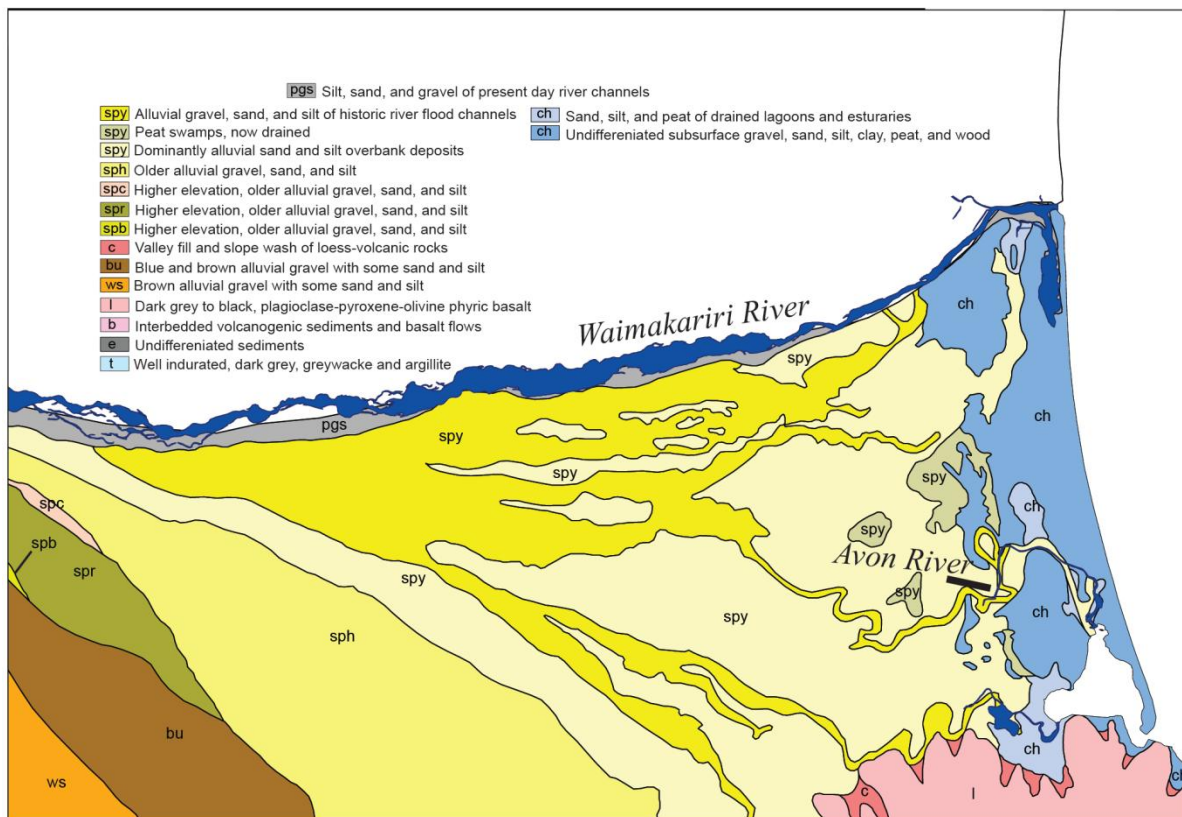 pgs Silt, sand, and gravel of present day river channels
spy Alluvial gravel, sand, and silt of historic river flood channels
spy Peat swamps, now drained
spy Dominantly alluvial sand and silt overbank deposits
sph Older alluvial gravel, sand, and silt
spc Higher elevation, older alluvial gravel, sand, and silt
spr Higher elevation, older alluvial gravel, sand, and silt
spb Higher elevation, older alluvial gravel, sand, and silt
c Valley fill and slope wash of loess-volcanic rocks
bu Blue and brown alluvial gravel with some sand and silt
ws Brown alluvial gravel with some sand and silt
l Dark grey to black, plagioclase-pyroxene-olivine phyric basalt
b Interbedded volcanogenic sediments and basalt flows
e Undiffereniated sediments
t Well indurated, dark grey, greywacke and argillite
ch Sand, silt, and peat of drained lagoons and esturaries
ch Undiffereniated subsurface gravel, sand, silt, clay, peat, and wood
Waimakariri River
ch
spy
pgs
spy
ch
spy
spy
spc
ch
spy
spb
spr
Avon River
spy
spy
sph
spy
ch
bu
ch
ws
c
l
ch